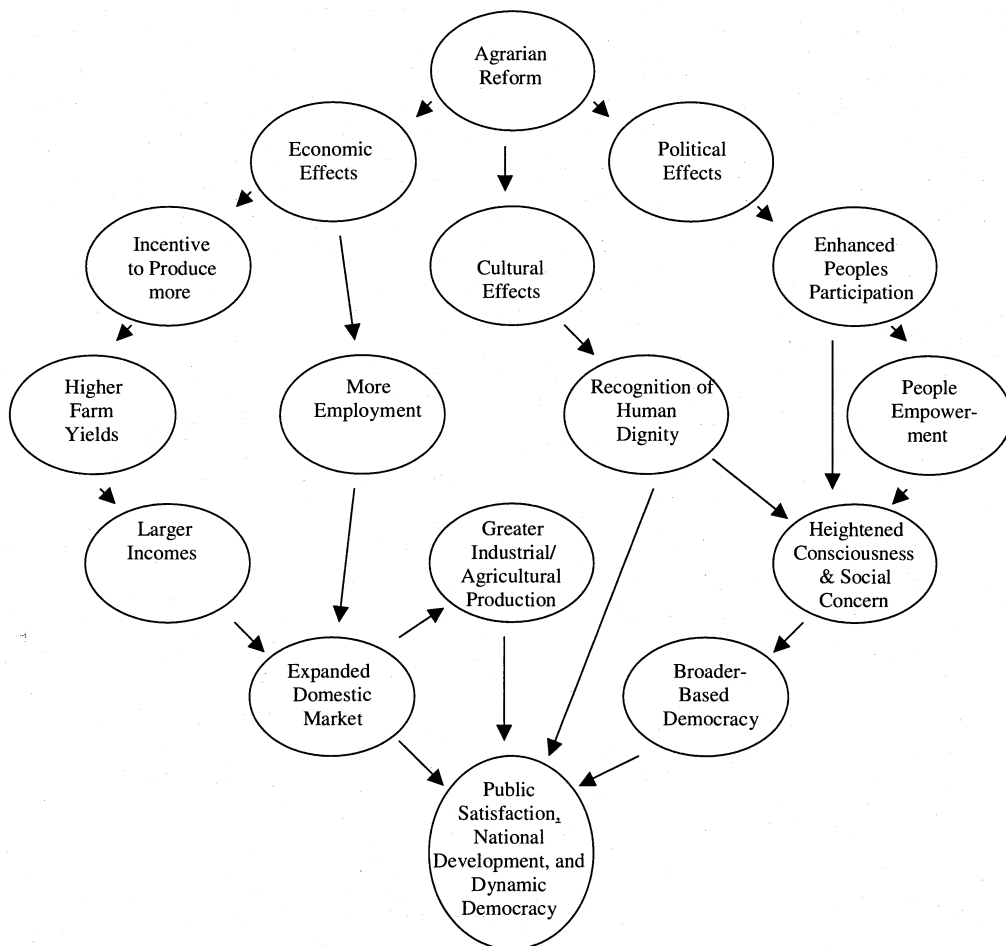 Agrarian
Reform
Economic
Effects
Political
Effects
Incentive
to Produce
more
Cultural
Effects
Enhanced
Peoples
Participation
Higher
Farm
Yields
More
Employment
Recognition of
Human
Dignity
People
Empower-
ment
Larger
Incomes
Greater
Industrial/
Agricultural
Production
Heightened
Consciousness
& Social
Concern
Expanded
Domestic
Market
Broader-
Based
Democracy
Public
Satisfaction,
National
Development, and
Dynamic
Democracy